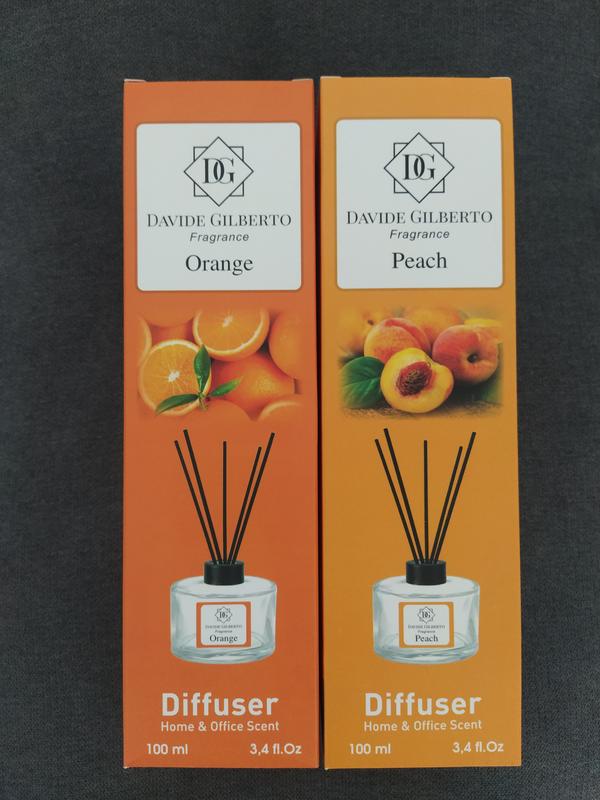 DG
DAVIDE GILBERTO
Fragrance
Orange
DG
DAVIDE GILBERTO
Fragrance
Orange
Diffuser
Home & Office Scent
100 ml 3,4 fl.Oz
DG
DAVIDE GILBERTO
Fragrance
Peach
DG
DAVIDE GILBERTO
Fragrance
Peach
Diffuser
Home & Office Scent
100 ml 3,4 fl.Oz